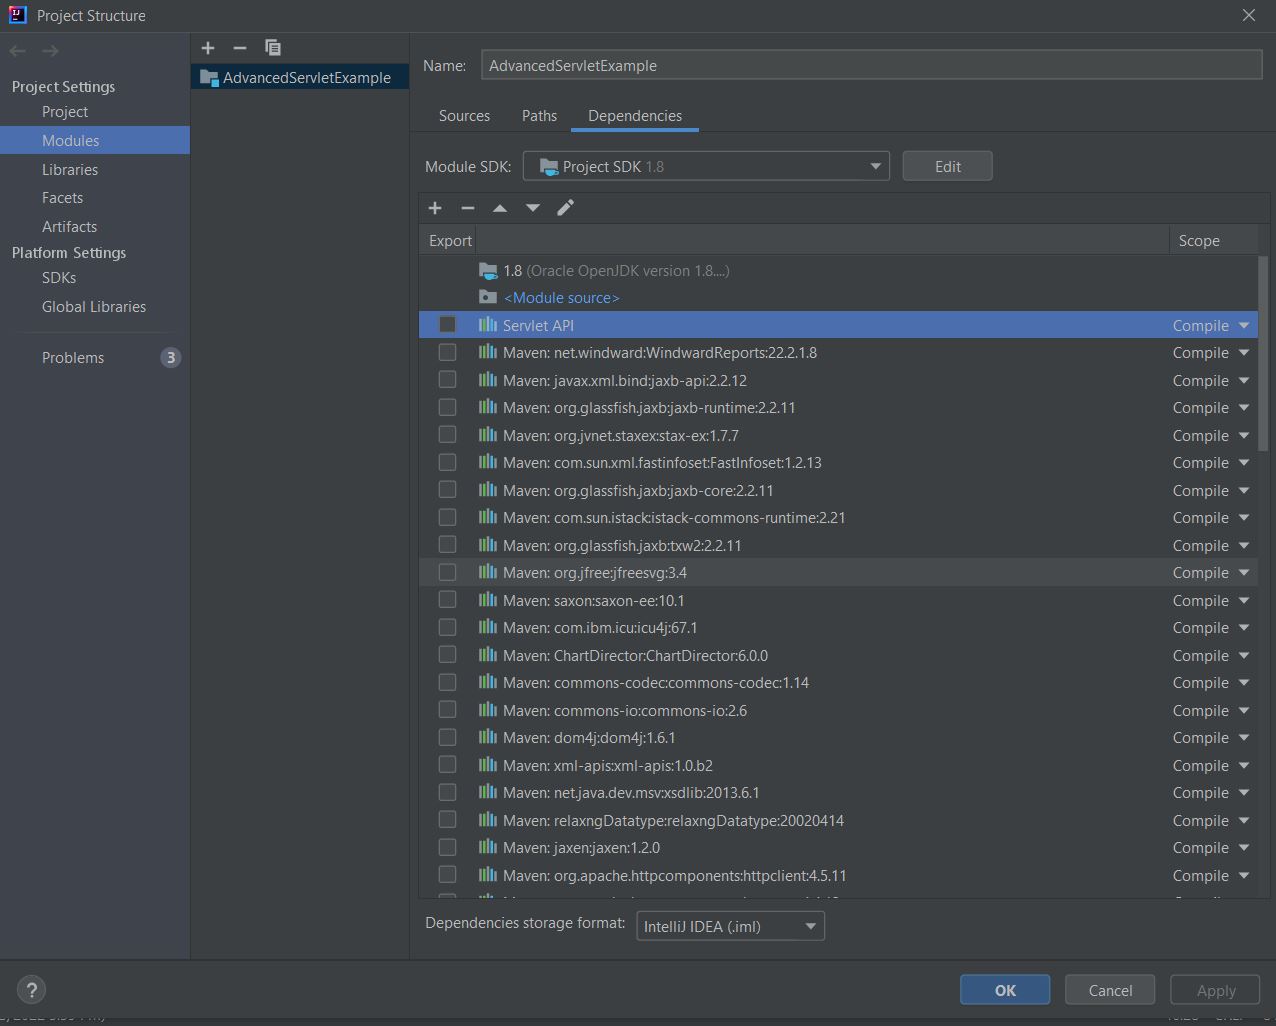 Project Structure
Project Settings
Project
Modules
Libraries
Facets
Artifacts
Platform Settings
SDKs
Global Libraries
Problems 3
AdvancedServletExample
Name: AdvancedServletExample
Sources Paths Dependencies
Module SDK: Project SDK 1.8 Edit
Export Scope
1.8 (Oracle OpenJDK version 1.8....)
<Module source>
Servlet API Compile
Maven: net.windward:WindwardReports:22.2.1.8 Compile
Maven: javax.xml.bind:jaxb-api:2.2.12 Compile
Maven: org.glassfish.jaxb:jaxb-runtime:2.2.11 Compile
Maven: org.jvnet.staxex:stax-ex:1.7.7 Compile
Maven: com.sun.xml.fastinfoset:FastInfoset:1.2.13 Compile
Maven: org.glassfish.jaxb:jaxb-core:2.2.11 Compile
Maven: com.sun.istack:istack-commons-runtime:2.21 Compile
Maven: org.glassfish.jaxb:txw2:2.2.11 Compile
Maven: org.jfree:jfreesvg:3.4 Compile
Maven: saxon:saxon-ee:10.1 Compile
Maven: com.ibm.icu:icu4j:67.1 Compile
Maven: ChartDirector:ChartDirector:6.0.0 Compile
Maven: commons-codec:commons-codec:1.14 Compile
Maven: commons-io:commons-io:2.6 Compile
Maven: dom4j:dom4j:1.6.1 Compile
Maven: xml-apis:xml-apis:1.0.b2 Compile
Maven: net.java.dev.msv:xsdlib:2013.6.1 Compile
Maven: relaxngDatatype:relaxngDatatype:20020414 Compile
Maven: jaxen:jaxen:1.2.0 Compile
Maven: org.apache.httpcomponents:httpclient:4.5.11 Compile
Dependencies storage format: IntelliJ IDEA (.iml)
? OK Cancel Apply